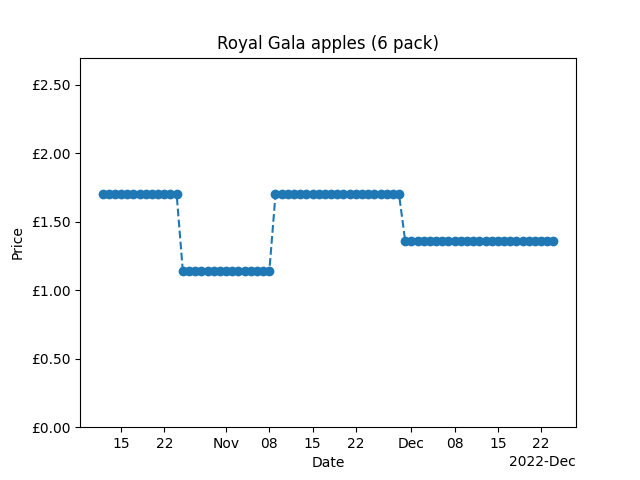 Royal Gala apples (6 pack)
£2.50
£2.00
£1.50
£1.00
£0.50
£0.00
Price
15 22 Nov 08 15 22 Dec 08 15 22
Date
2022-Dec